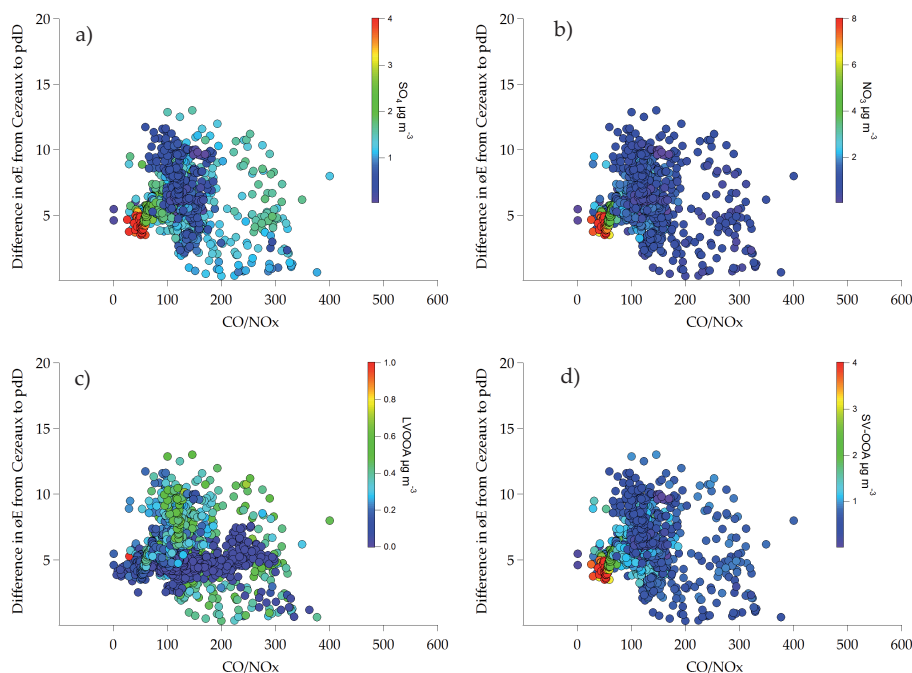 a)
20
15
10
5
Difference in øE from Cezeaux to pdD
0 100 200 300 400 500 600
CO/NOx
4
3
2
1
SO₄ µg m⁻³
b)
20
15
10
5
Difference in øE from Cezeaux to pdD
0 100 200 300 400 500 600
CO/NOx
8
6
4
2
NO₃ µg m⁻³
c)
20
15
10
5
Difference in øE from Cezeaux to pdD
0 100 200 300 400 500 600
CO/NOx
1.0
0.8
0.6
0.4
0.2
0.0
LVOOA µg m⁻³
d)
20
15
10
5
Difference in øE from Cezeaux to pdD
0 100 200 300 400 500 600
CO/NOx
4
3
2
1
SV-OOA µg m⁻³